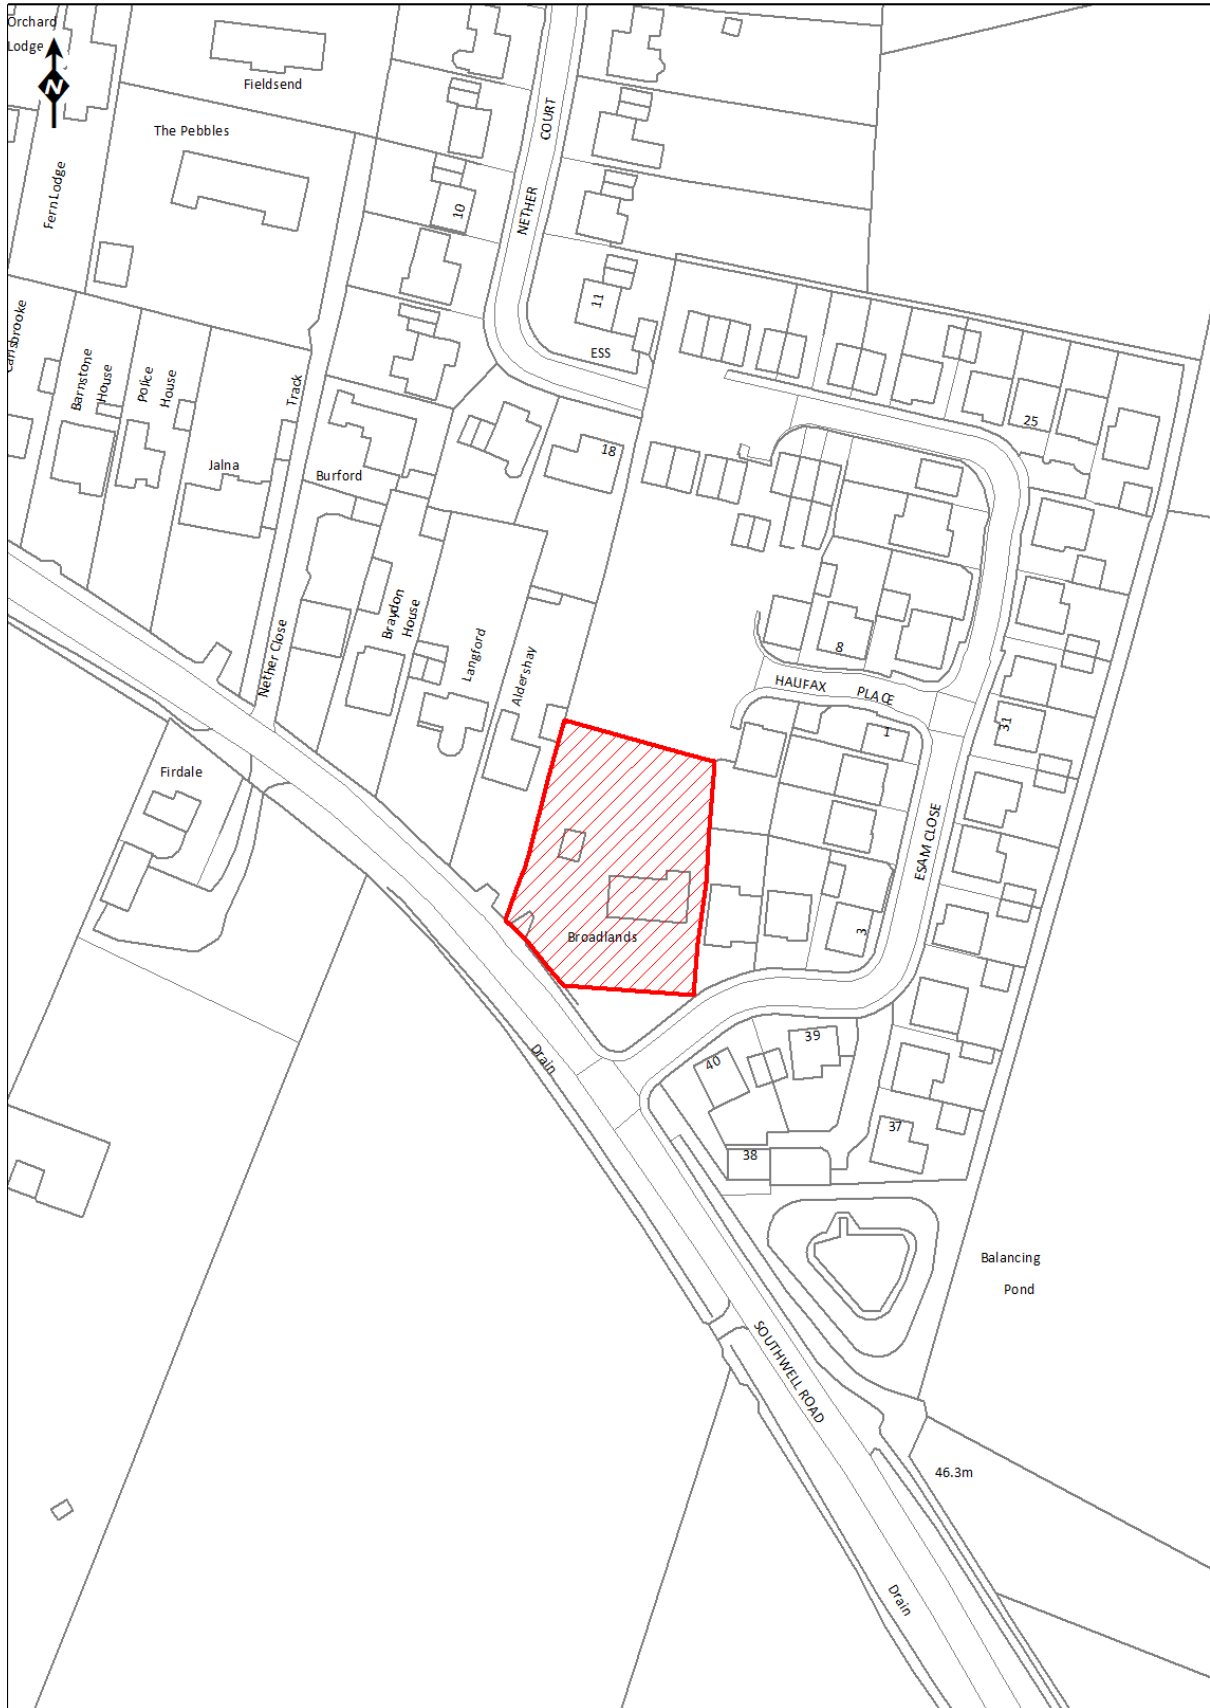 Orchard
Lodge
N
Fieldsend
The Pebbles
Fern Lodge
NETHER COURT
10
11
ESS
Carisbrooke
Barnstone
House
Police
House
Track
Jalna
Burford
18
25
Nether Close
Braydon
House
Langford
Aldershay
8
HALIFAX PLACE
1
31
Firdale
ESAM CLOSE
Broadlands
3
Drain
39
40
37
38
Balancing
Pond
SOUTHWELL ROAD
46.3m
Drain